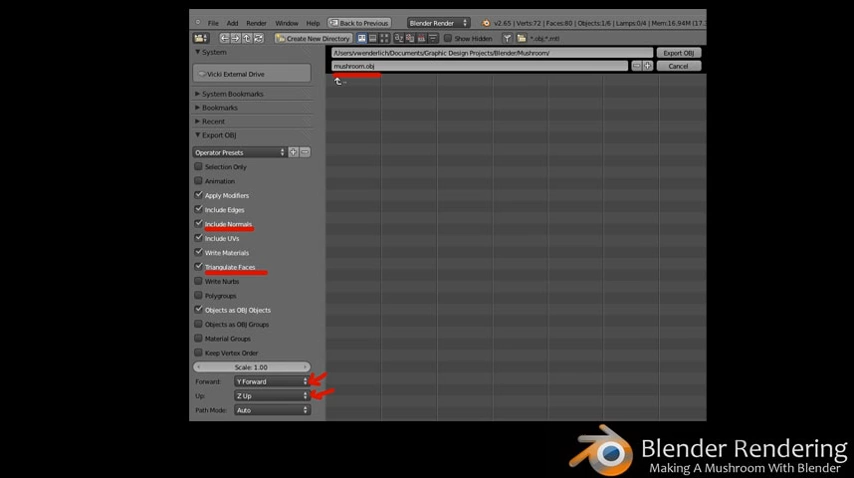 File Add Render Window Help Back to Previous Blender Render v2.65 | Verts:72 | Faces:80 | Objects:1/6 | Lamps:0/4 | Mem:16.94M (17.
Create New Directory Show Hidden *.obj;*.mtl
System
Vicki External Drive
System Bookmarks
Bookmarks
Recent
Export OBJ
Operator Presets
Selection Only
Animation
Apply Modifiers
Include Edges
Include Normals
Include UVs
Write Materials
Triangulate Faces
Write Nurbs
Polygroups
Objects as OBJ Objects
Objects as OBJ Groups
Material Groups
Keep Vertex Order
Scale: 1.00
Forward: Y Forward
Up: Z Up
Path Mode: Auto
/Users/vwenderlich/Documents/Graphic Design Projects/Blender/Mushroom/ Export OBJ
mushroom.obj Cancel
..
Blender Rendering
Making A Mushroom With Blender